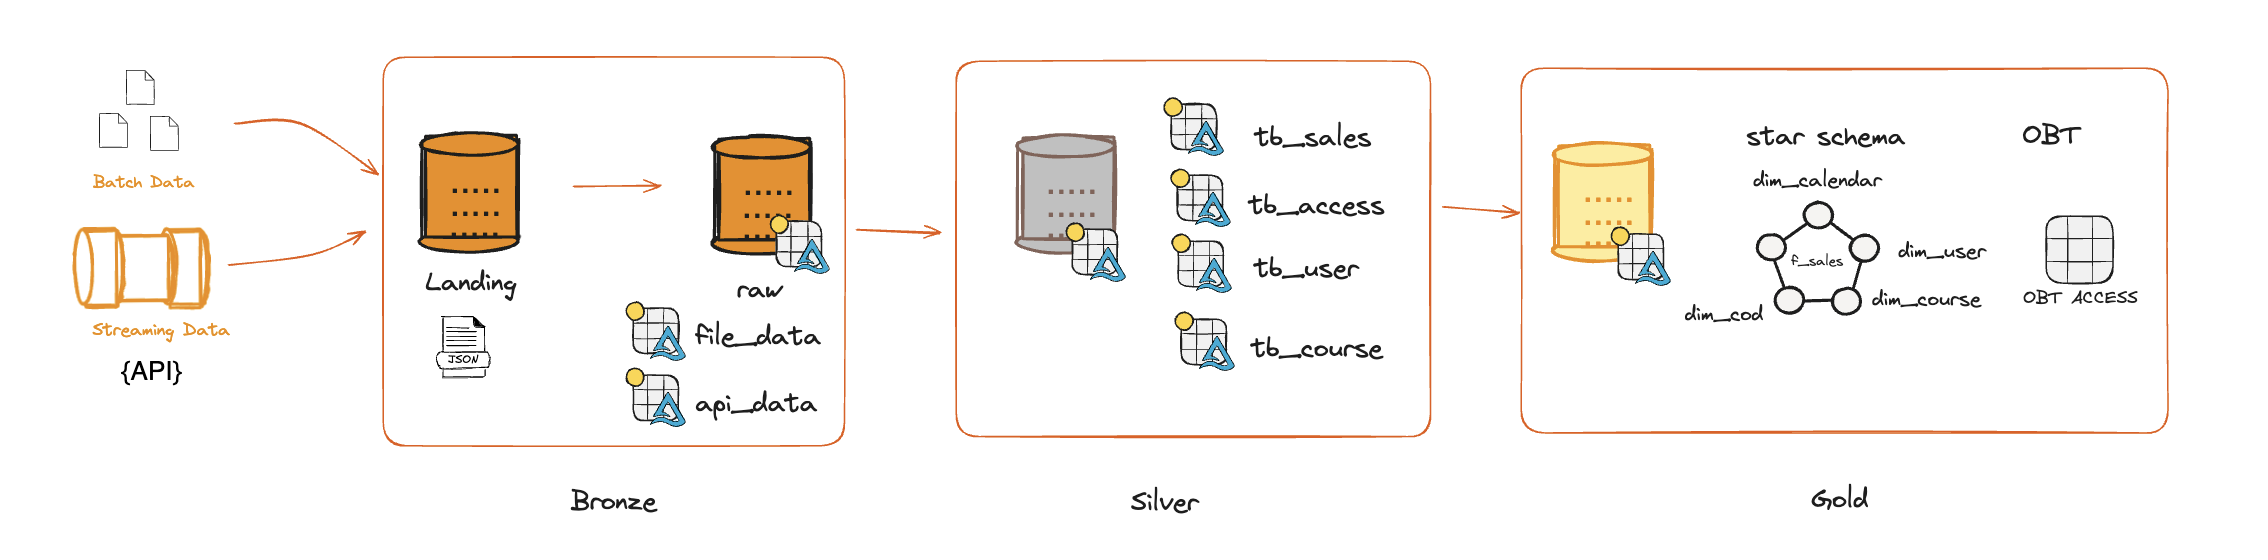 Batch Data
Streaming Data
{API}
Landing
JSON
raw
file_data
api_data
Bronze
tb_sales
tb_access
tb_user
tb_course
Silver
star schema
OBT
dim_calendar
f_sales
dim_user
dim_course
dim_cod
OBT ACCESS
Gold